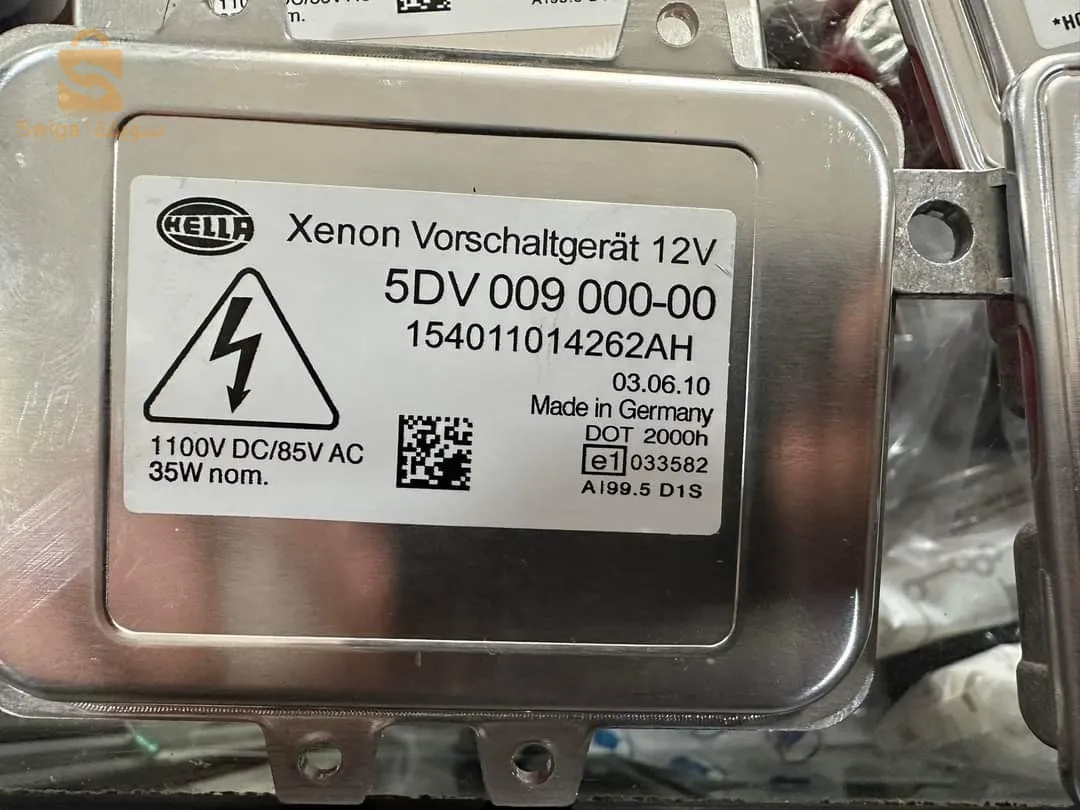 m.
HELLA
Xenon Vorschaltgerät 12V
5DV 009 000-00
154011014262AH
03.06.10
Made in Germany
DOT 2000h
e1 033582
AI99.5 D1S
1100V DC/85V AC
35W nom.